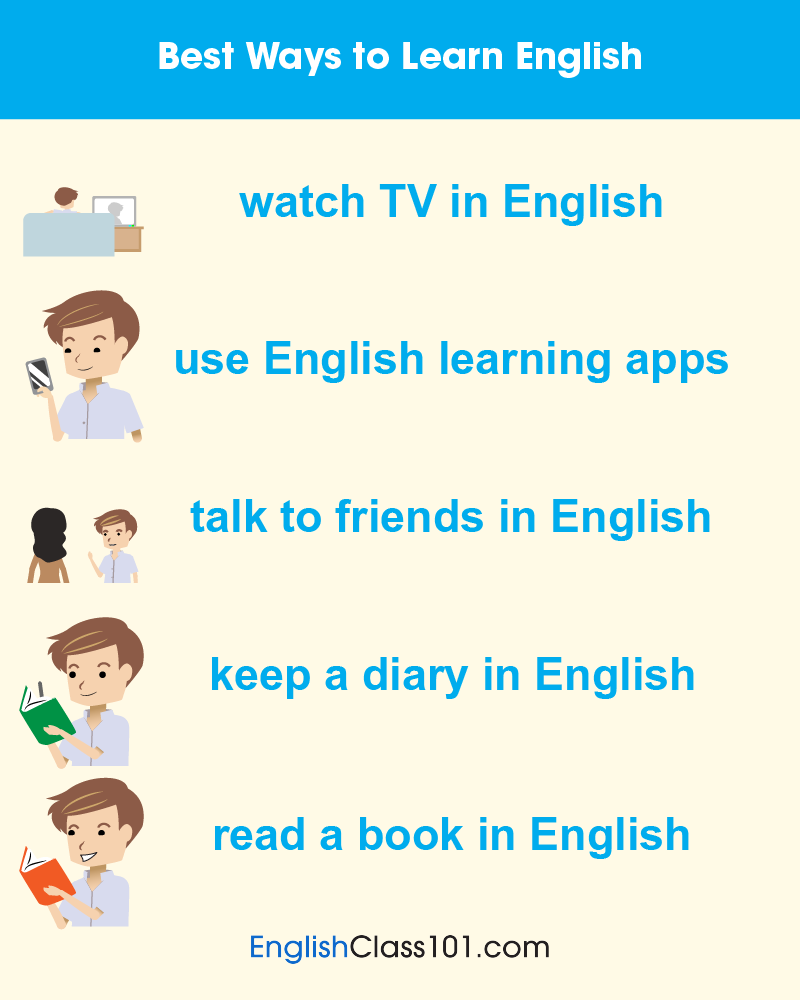 Best Ways to Learn English
watch TV in English
use English learning apps
talk to friends in English
keep a diary in English
read a book in English
EnglishClass101.com